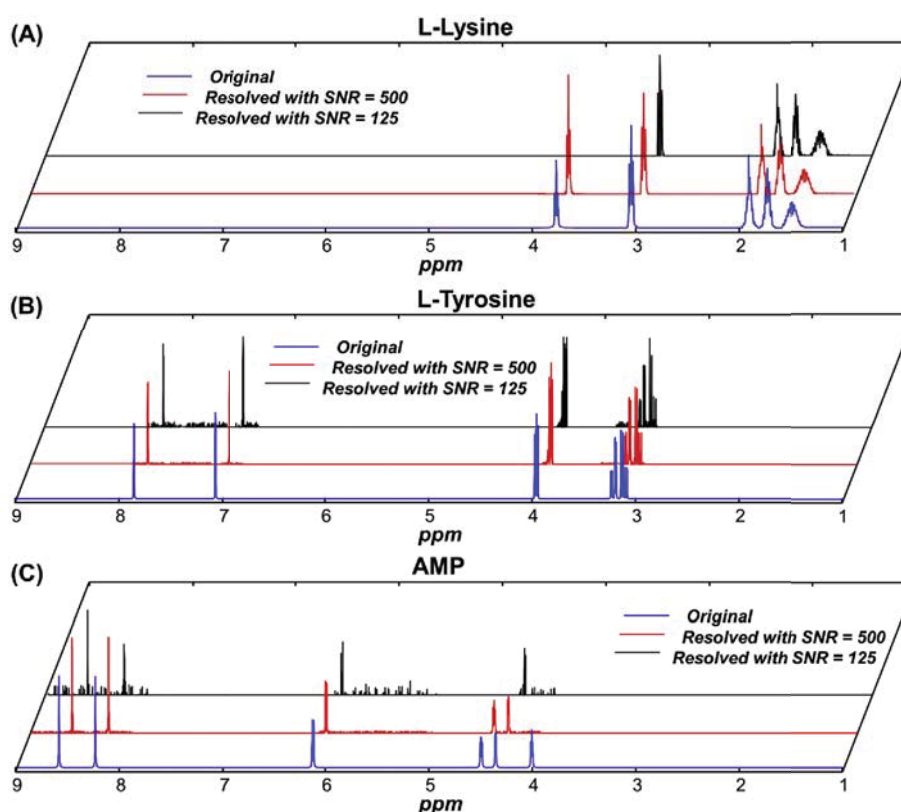 (A)
L-Lysine
Original
Resolved with SNR = 500
Resolved with SNR = 125
9 8 7 6 5 4 3 2 1
ppm
(B)
L-Tyrosine
Original
Resolved with SNR = 500
Resolved with SNR = 125
9 8 7 6 5 4 3 2 1
ppm
(C)
AMP
Original
Resolved with SNR = 500
Resolved with SNR = 125
9 8 7 6 5 4 3 2 1
ppm